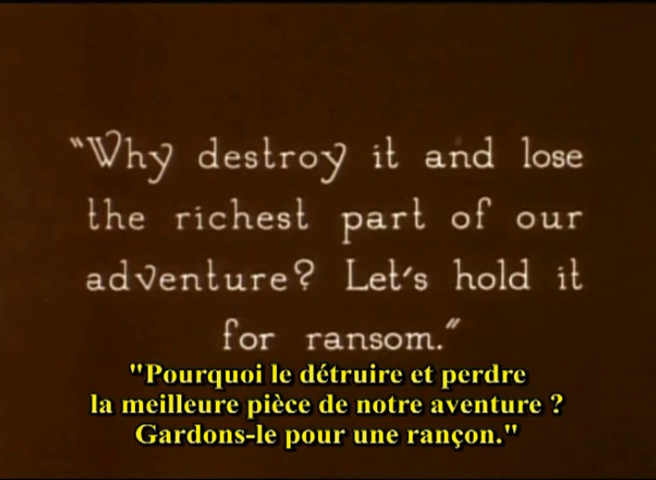 “Why destroy it and lose
the richest part of our
adventure? Let's hold it
for ransom.”
"Pourquoi le détruire et perdre
la meilleure pièce de notre aventure ?
Gardons-le pour une rançon."